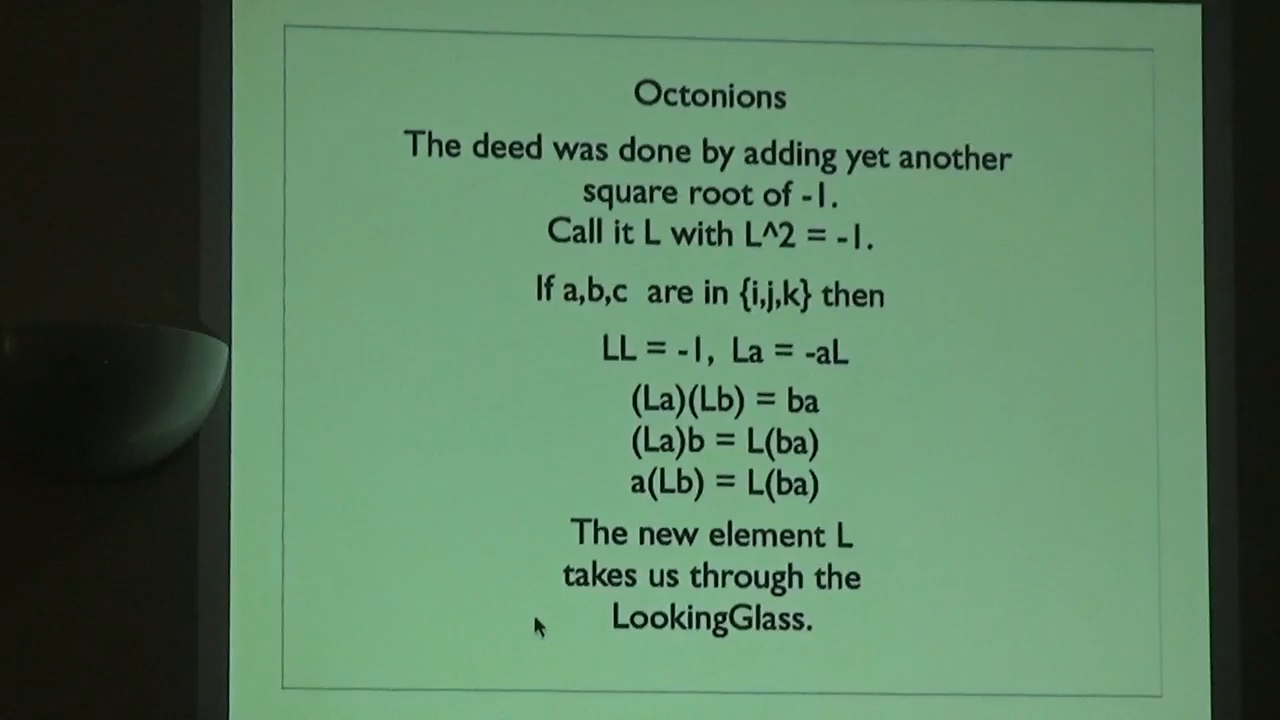 Octonions
The deed was done by adding yet another
square root of -1.
Call it L with L^2 = -1.
If a,b,c are in {i,j,k} then
LL = -1, La = -aL
(La)(Lb) = ba
(La)b = L(ba)
a(Lb) = L(ba)
The new element L
takes us through the
LookingGlass.